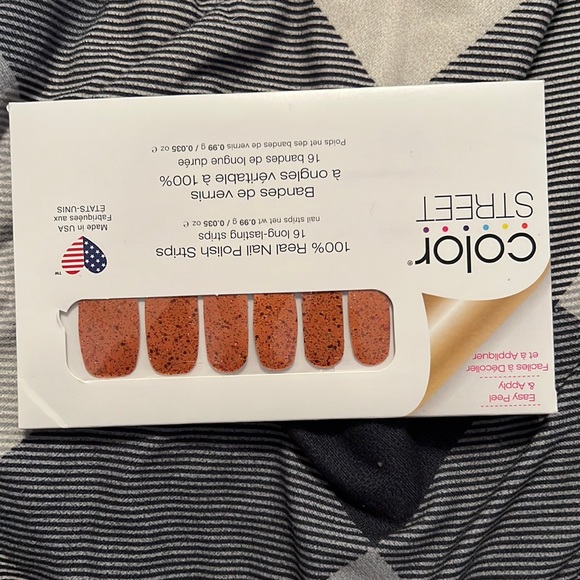 color®
STREET
Easy Peel
& Apply
Faciles à Décoller
et à Appliquer
100% Real Nail Polish Strips
16 long-lasting strips
nail strips net wt 0.99 g / 0.035 oz ℮
Bandes de vernis
à ongles véritable à 100%
16 bandes de longue durée
Poids net des bandes de vernis 0.99 g / 0.035 oz ℮
TM
Made in USA
Fabriquées aux
ÉTATS-UNIS